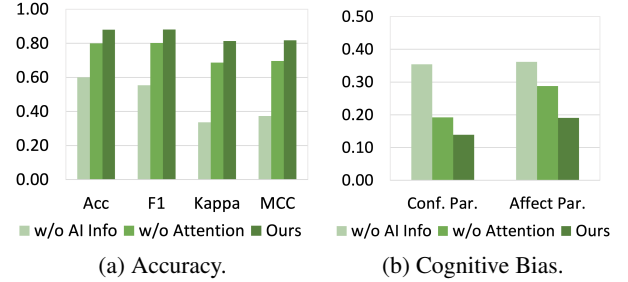 1.00
0.80
0.60
0.40
0.20
0.00
Acc F1 Kappa MCC
w/o AI Info w/o Attention Ours
(a) Accuracy.
0.50
0.40
0.30
0.20
0.10
0.00
Conf. Par. Affect Par.
w/o AI Info w/o Attention Ours
(b) Cognitive Bias.